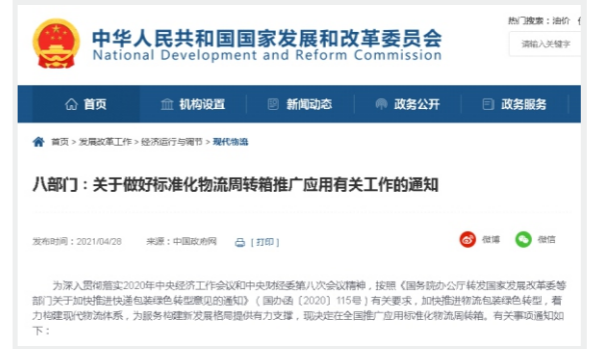 热门搜索：油价
中华人民共和国国家发展和改革委员会
National Development and Reform Commission
请输入关键字
首页 机构设置 新闻动态 政务公开 政务服务
首页 > 发展改革工作 > 经济运行与调节 > 现代物流
八部门：关于做好标准化物流周转箱推广应用有关工作的通知
发布时间：2021/04/28 来源：中国政府网 [打印] 微博 微信
为深入贯彻落实2020年中央经济工作会议和中央财经委第八次会议精神，按照《国务院办公厅转发国家发展改革委等
部门关于加快推进快递包装绿色转型意见的通知》（国办函〔2020〕115号）有关要求，加快推进物流包装绿色转型，着
力构建现代物流体系，为服务构建新发展格局提供有力支撑，现决定在全国推广应用标准化物流周转箱。有关事项通知如
下：